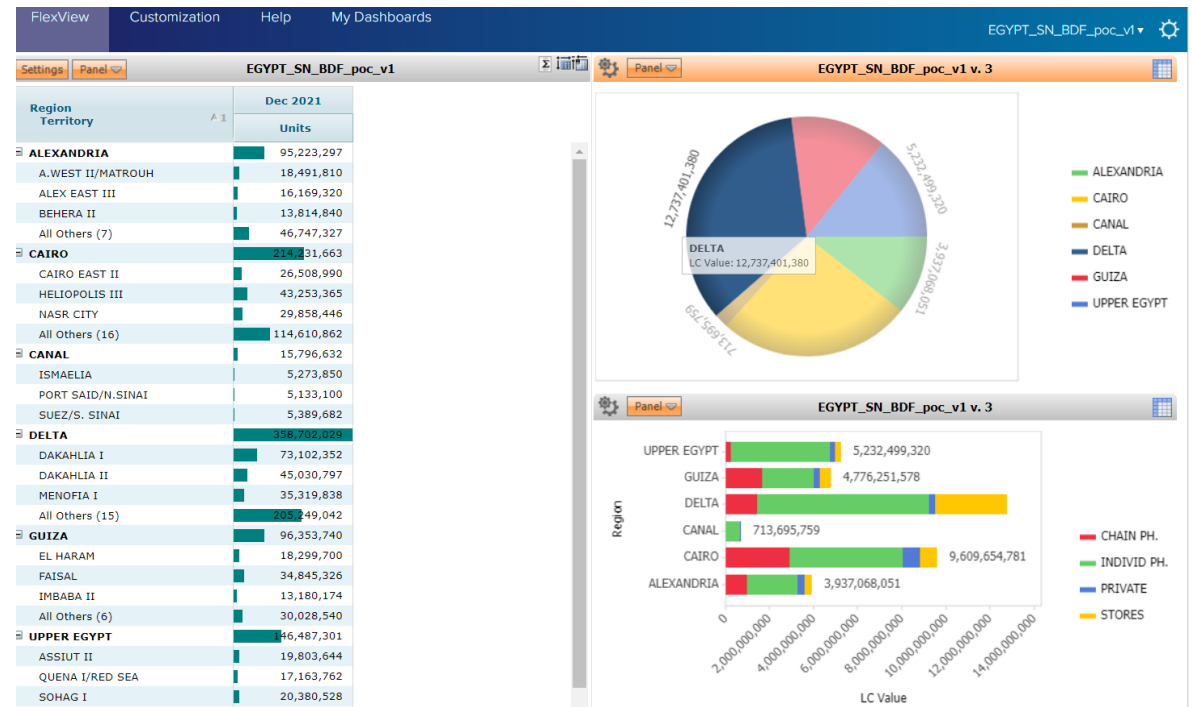 FlexView Customization Help My Dashboards
EGYPT_SN_BDF_poc_v1▾
Settings Panel EGYPT_SN_BDF_poc_v1 Σ
Region
Territory
1
Dec 2021
Units
ALEXANDRIA 95,223,297
A.WEST II/MATROUH 18,491,810
ALEX EAST III 16,169,320
BEHERA II 13,814,840
All Others (7) 46,747,327
CAIRO 214,231,663
CAIRO EAST II 26,508,990
HELIOPOLIS III 43,253,365
NASR CITY 29,858,446
All Others (16) 114,610,862
CANAL 15,796,632
ISMAELIA 5,273,850
PORT SAID/N.SINAI 5,133,100
SUEZ/S. SINAI 5,389,682
DELTA 358,702,029
DAKAHLIA I 73,102,352
DAKAHLIA II 45,030,797
MENOFIA I 35,319,838
All Others (15) 205,249,042
GUIZA 96,353,740
EL HARAM 18,299,700
FAISAL 34,845,326
IMBABA II 13,180,174
All Others (6) 30,028,540
UPPER EGYPT 146,487,301
ASSIUT II 19,803,644
QUENA I/RED SEA 17,163,762
SOHAG I 20,380,528
Panel EGYPT_SN_BDF_poc_v1 v. 3
12,737,401,380
5,232,499,320
3,937,068,051
713,695,759
DELTA
LC Value: 12,737,401,380
ALEXANDRIA
CAIRO
CANAL
DELTA
GUIZA
UPPER EGYPT
Panel EGYPT_SN_BDF_poc_v1 v. 3
Region
UPPER EGYPT 5,232,499,320
GUIZA 4,776,251,578
DELTA
CANAL 713,695,759
CAIRO 9,609,654,781
ALEXANDRIA 3,937,068,051
0 2,000,000,000 4,000,000,000 6,000,000,000 8,000,000,000 10,000,000,000 12,000,000,000 14,000,000,000
LC Value
CHAIN PH.
INDIVID PH.
PRIVATE
STORES